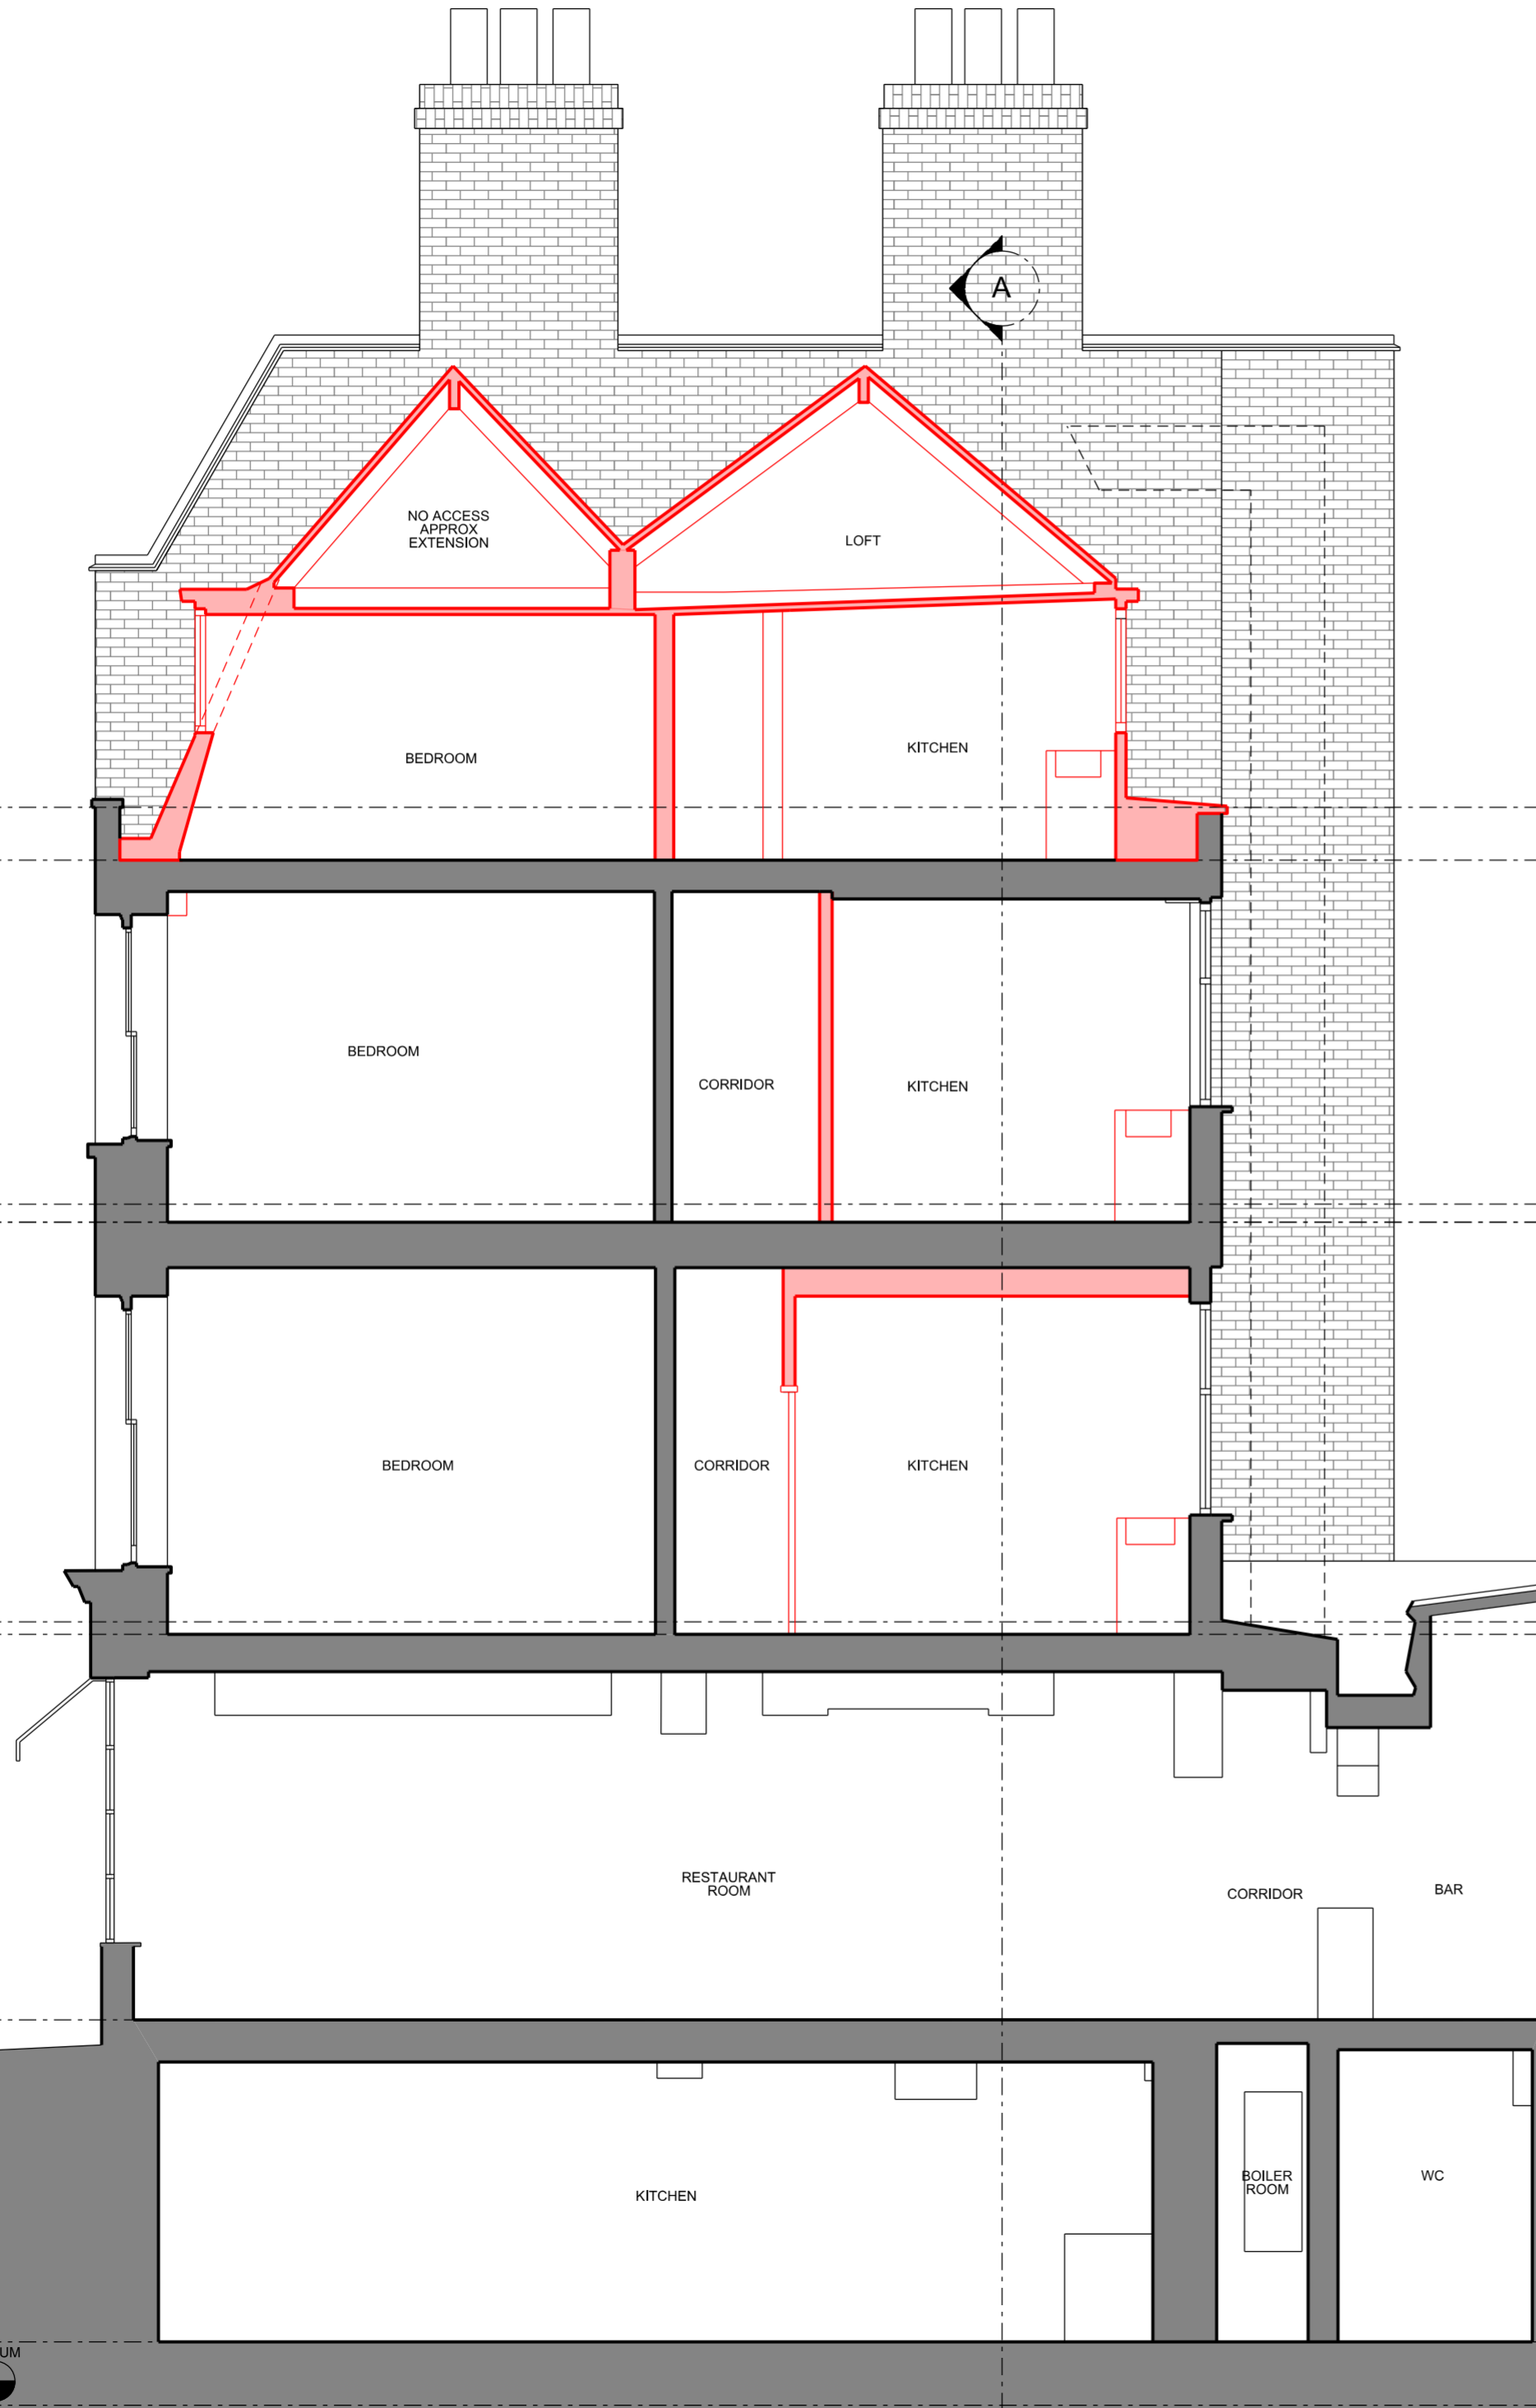 A
NO ACCESS
APPROX
EXTENSION
LOFT
BEDROOM
KITCHEN
BEDROOM
CORRIDOR
KITCHEN
BEDROOM
CORRIDOR
KITCHEN
RESTAURANT
ROOM
CORRIDOR
BAR
KITCHEN
BOILER
ROOM
WC
UM